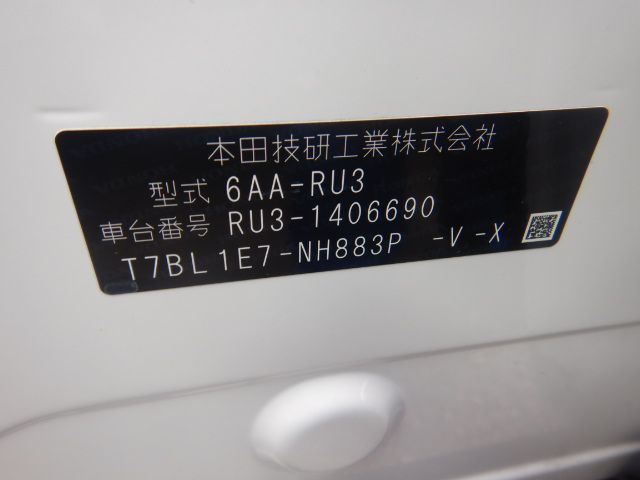 本田技研工業株式会社
型式 6AA-RU3
車台番号 RU3-1406690
T7BL1E7-NH883P -V-X